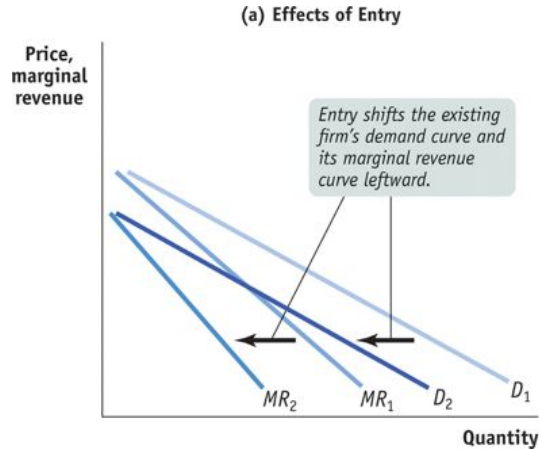 (a) Effects of Entry
Price,
marginal
revenue
Entry shifts the existing
firm's demand curve and
its marginal revenue
curve leftward.
MR₂
MR₁
D₂
D₁
Quantity